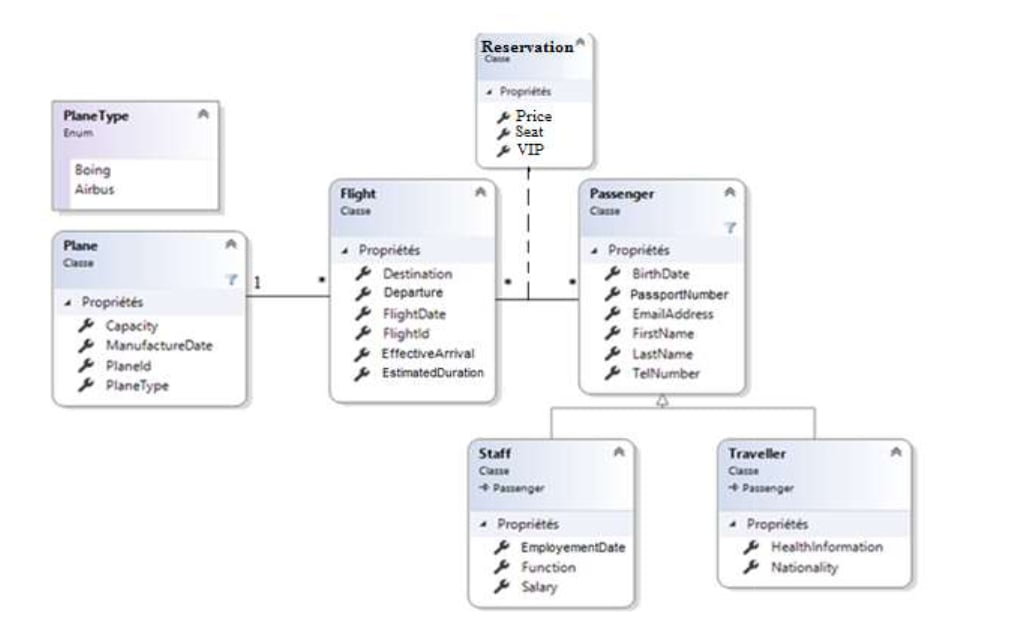 Reservation
Classe
Propriétés
Price
Seat
VIP
PlaneType
Enum
Boing
Airbus
Plane
Classe
Propriétés
Capacity
ManufactureDate
PlaneId
PlaneType
1
*
Flight
Classe
Propriétés
Destination
Departure
FlightDate
FlightId
EffectiveArrival
EstimatedDuration
*
*
Passenger
Classe
Propriétés
BirthDate
PassportNumber
EmailAddress
FirstName
LastName
TelNumber
Staff
Classe
Passenger
Propriétés
EmployementDate
Function
Salary
Traveller
Classe
Passenger
Propriétés
HealthInformation
Nationality